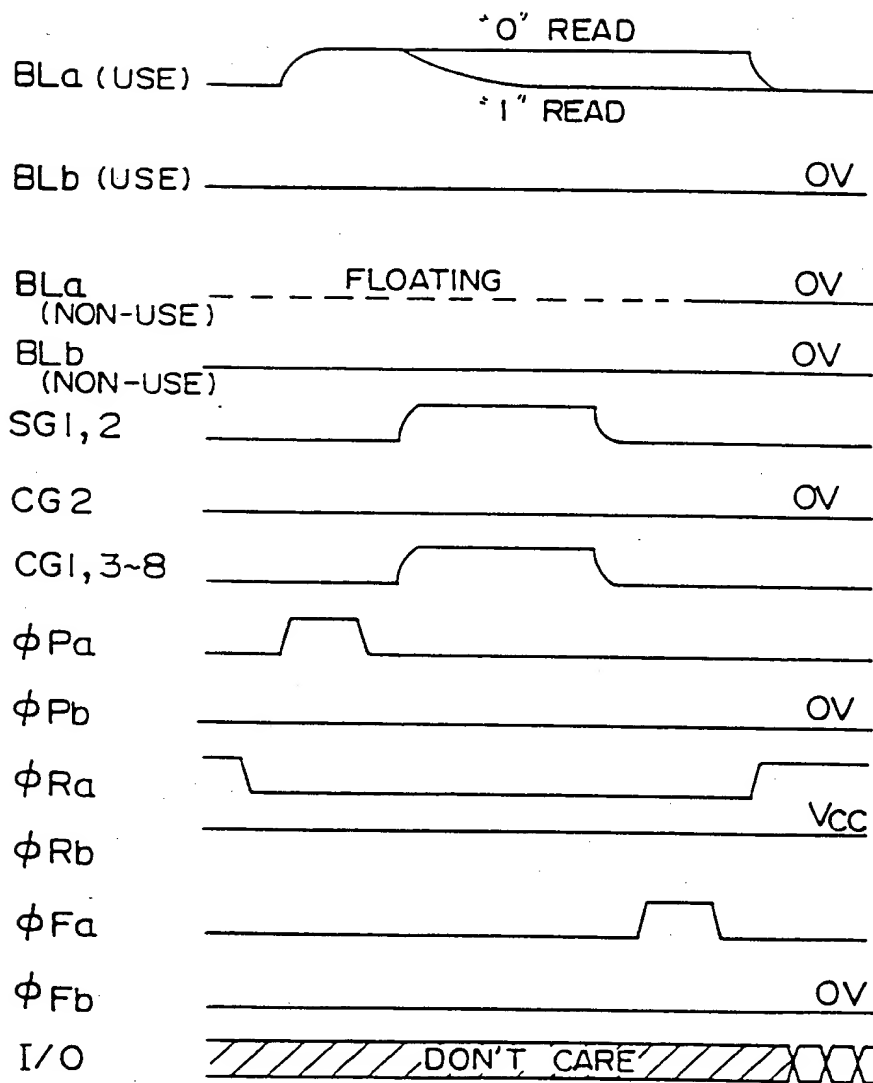 "0" READ
BLa (USE)
"1" READ
BLb (USE) 0V
BLa FLOATING 0V
(NON-USE)
BLb 0V
(NON-USE)
SG1, 2
CG2 0V
CG1, 3~8
φPa
φPb 0V
φRa
VCC
φRb
φFa
φFb 0V
I/O DON'T CARE